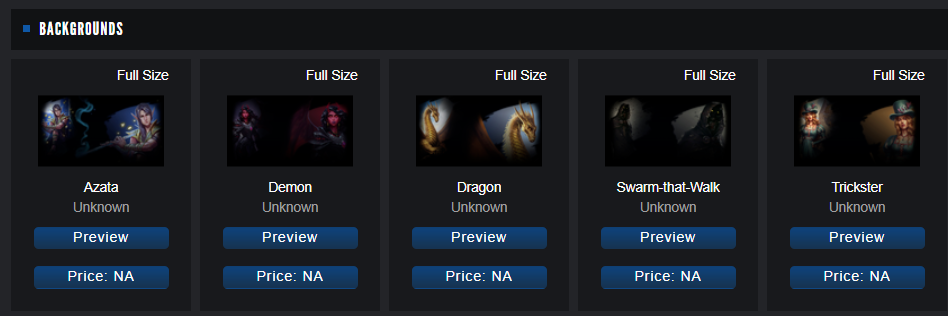 BACKGROUNDS
Full Size
Full Size
Full Size
Full Size
Full Size
Azata
Demon
Dragon
Swarm-that-Walk
Trickster
Unknown
Unknown
Unknown
Unknown
Unknown
Preview
Preview
Preview
Preview
Preview
Price: NA
Price: NA
Price: NA
Price: NA
Price: NA